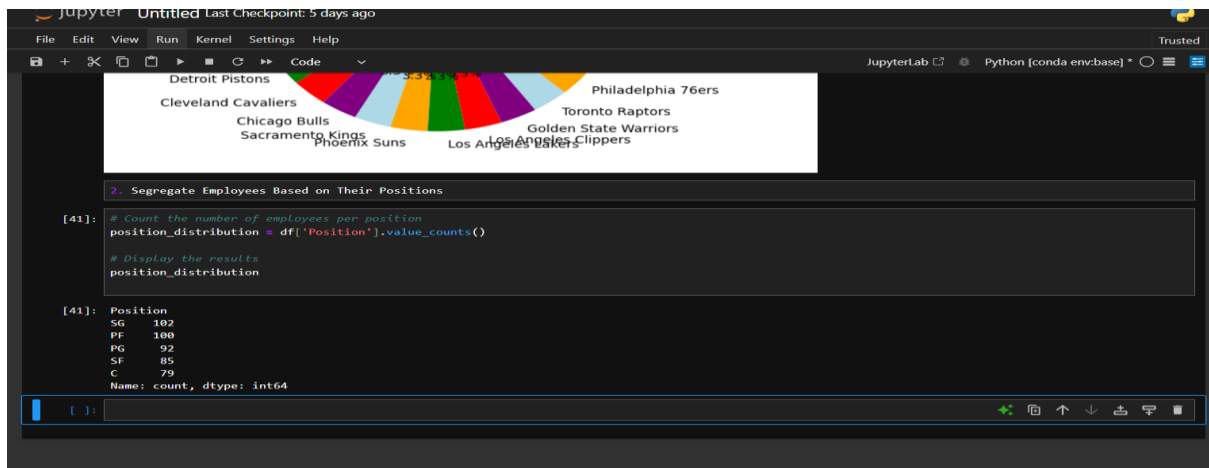 jupyter Untitled Last Checkpoint: 5 days ago
File Edit View Run Kernel Settings Help Trusted
Code JupyterLab Python [conda env:base] *
Detroit Pistons
Philadelphia 76ers
Cleveland Cavaliers
Toronto Raptors
Chicago Bulls
Golden State Warriors
Sacramento Kings
Phoenix Suns
Los Angeles Lakers
Los Angeles Clippers
2. Segregate Employees Based on Their Positions
[41]: # Count the number of employees per position
position_distribution = df['Position'].value_counts()
# Display the results
position_distribution
[41]: Position
SG 102
PF 100
PG 92
SF 85
C 79
Name: count, dtype: int64
[ ]: